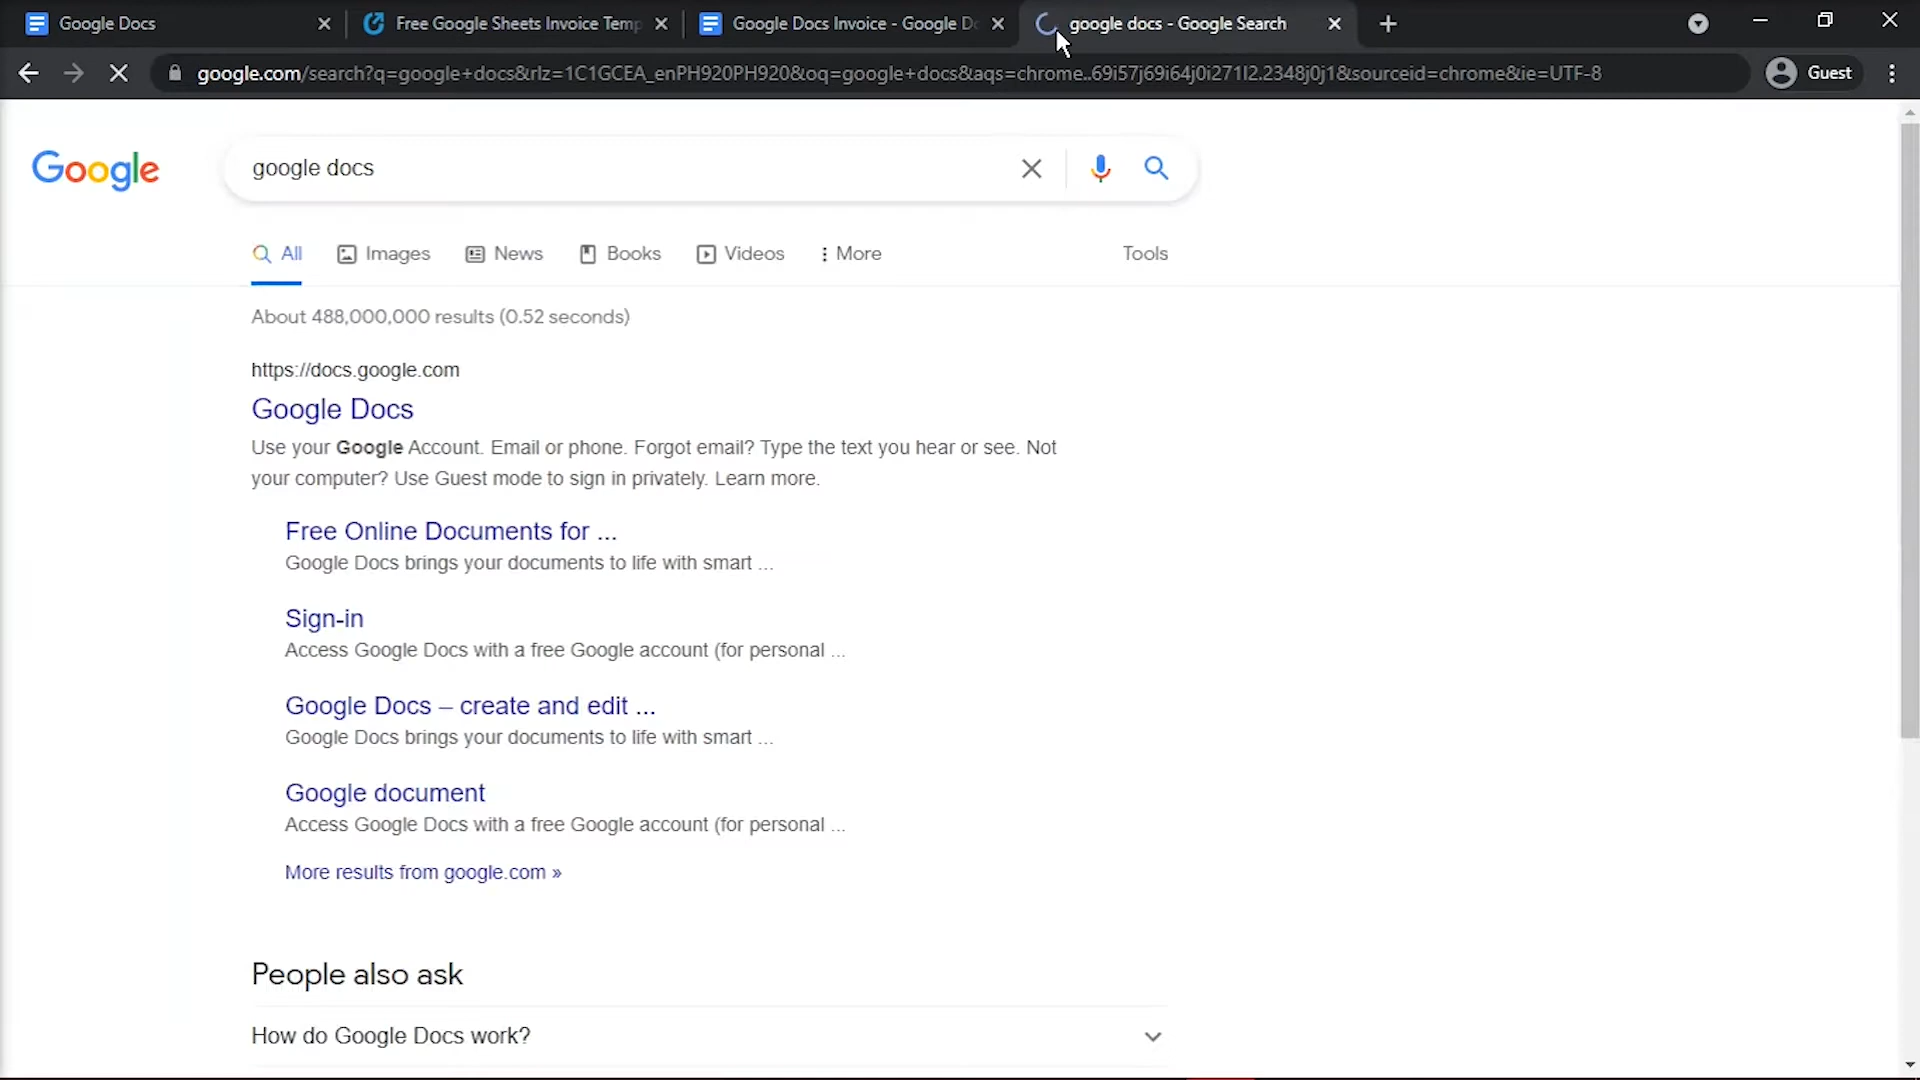 Google Docs
Free Google Sheets Invoice Temp
Google Docs Invoice - Google Do
google docs - Google Search
google.com/search?q=google+docs&rlz=1C1GCEA_enPH920PH920&oq=google+docs&aqs=chrome..69i57j69i64j0i271l2.2348j0j1&sourceid=chrome&ie=UTF-8
Guest
Google
google docs
All
Images
News
Books
Videos
More
Tools
About 488,000,000 results (0.52 seconds)
https://docs.google.com
Google Docs
Use your Google Account. Email or phone. Forgot email? Type the text you hear or see. Not
your computer? Use Guest mode to sign in privately. Learn more.
Free Online Documents for ...
Google Docs brings your documents to life with smart ...
Sign-in
Access Google Docs with a free Google account (for personal ...
Google Docs – create and edit ...
Google Docs brings your documents to life with smart ...
Google document
Access Google Docs with a free Google account (for personal ...
More results from google.com »
People also ask
How do Google Docs work?